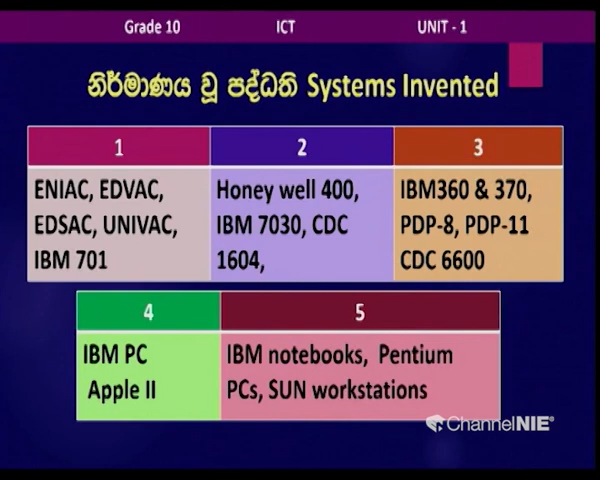 Grade 10 ICT UNIT - 1
නිර්මාණය වූ පද්ධති Systems Invented
1 2 3
ENIAC, EDVAC,
EDSAC, UNIVAC,
IBM 701
Honey well 400,
IBM 7030, CDC
1604,
IBM360 & 370,
PDP-8, PDP-11
CDC 6600
4 5
IBM PC
Apple II
IBM notebooks, Pentium
PCs, SUN workstations
ChannelNIE®